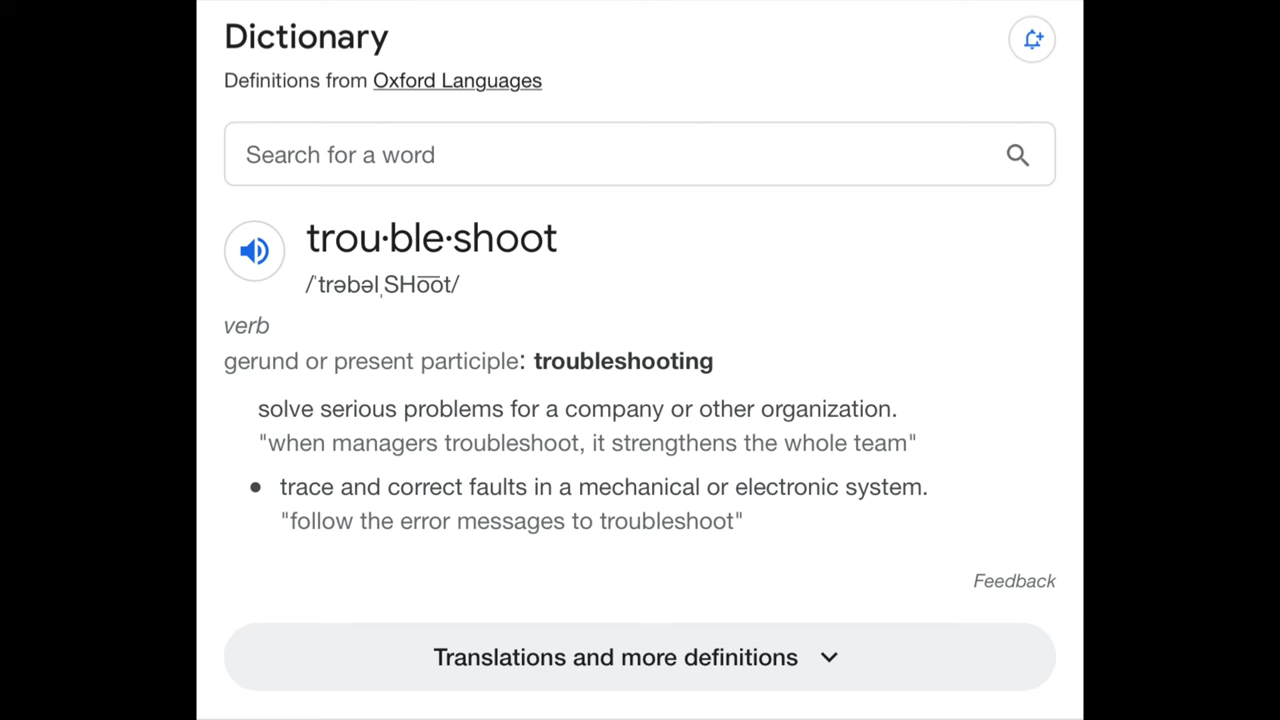 Dictionary
Definitions from Oxford Languages
Search for a word
trou·ble·shoot
/ˈtrəbəlˌSHo͞ot/
verb
gerund or present participle: troubleshooting
solve serious problems for a company or other organization.
"when managers troubleshoot, it strengthens the whole team"
• trace and correct faults in a mechanical or electronic system.
"follow the error messages to troubleshoot"
Feedback
Translations and more definitions